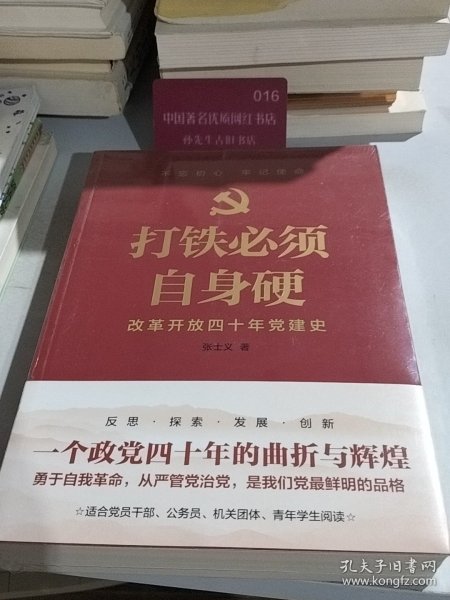 016
中国著名优质网红书店
孙先生古旧书店
不忘初心 牢记使命
打铁必须
自身硬
改革开放四十年党建史
张士义 著
反思·探索·发展·创新
一个政党四十年的曲折与辉煌
勇于自我革命，从严管党治党，是我们党最鲜明的品格
☆适合党员干部、公务员、机关团体、青年学生阅读☆
孔夫子旧书网
www.kongfz.com